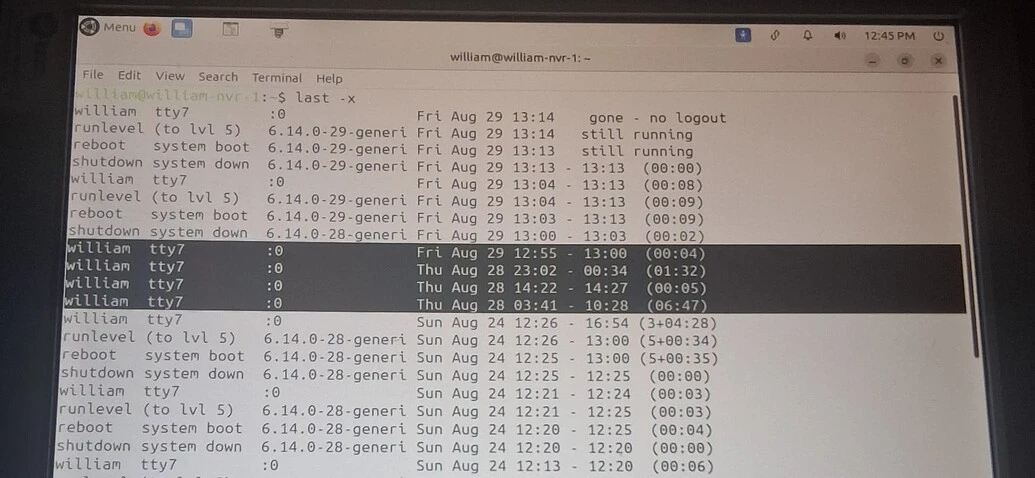 Menu 12:45 PM
william@william-nvr-1: ~
File Edit View Search Terminal Help
william@william-nvr-1:~$ last -x
william tty7 :0 Fri Aug 29 13:14 gone - no logout
runlevel (to lvl 5) 6.14.0-29-generi Fri Aug 29 13:14 still running
reboot system boot 6.14.0-29-generi Fri Aug 29 13:13 still running
shutdown system down 6.14.0-29-generi Fri Aug 29 13:13 - 13:13 (00:00)
william tty7 :0 Fri Aug 29 13:04 - 13:13 (00:08)
runlevel (to lvl 5) 6.14.0-29-generi Fri Aug 29 13:04 - 13:13 (00:09)
reboot system boot 6.14.0-29-generi Fri Aug 29 13:03 - 13:13 (00:09)
shutdown system down 6.14.0-28-generi Fri Aug 29 13:00 - 13:03 (00:02)
william tty7 :0 Fri Aug 29 12:55 - 13:00 (00:04)
william tty7 :0 Thu Aug 28 23:02 - 00:34 (01:32)
william tty7 :0 Thu Aug 28 14:22 - 14:27 (00:05)
william tty7 :0 Thu Aug 28 03:41 - 10:28 (06:47)
william tty7 :0 Sun Aug 24 12:26 - 16:54 (3+04:28)
runlevel (to lvl 5) 6.14.0-28-generi Sun Aug 24 12:26 - 13:00 (5+00:34)
reboot system boot 6.14.0-28-generi Sun Aug 24 12:25 - 13:00 (5+00:35)
shutdown system down 6.14.0-28-generi Sun Aug 24 12:25 - 12:25 (00:00)
william tty7 :0 Sun Aug 24 12:21 - 12:24 (00:03)
runlevel (to lvl 5) 6.14.0-28-generi Sun Aug 24 12:21 - 12:25 (00:03)
reboot system boot 6.14.0-28-generi Sun Aug 24 12:20 - 12:25 (00:04)
shutdown system down 6.14.0-28-generi Sun Aug 24 12:20 - 12:20 (00:00)
william tty7 :0 Sun Aug 24 12:13 - 12:20 (00:06)